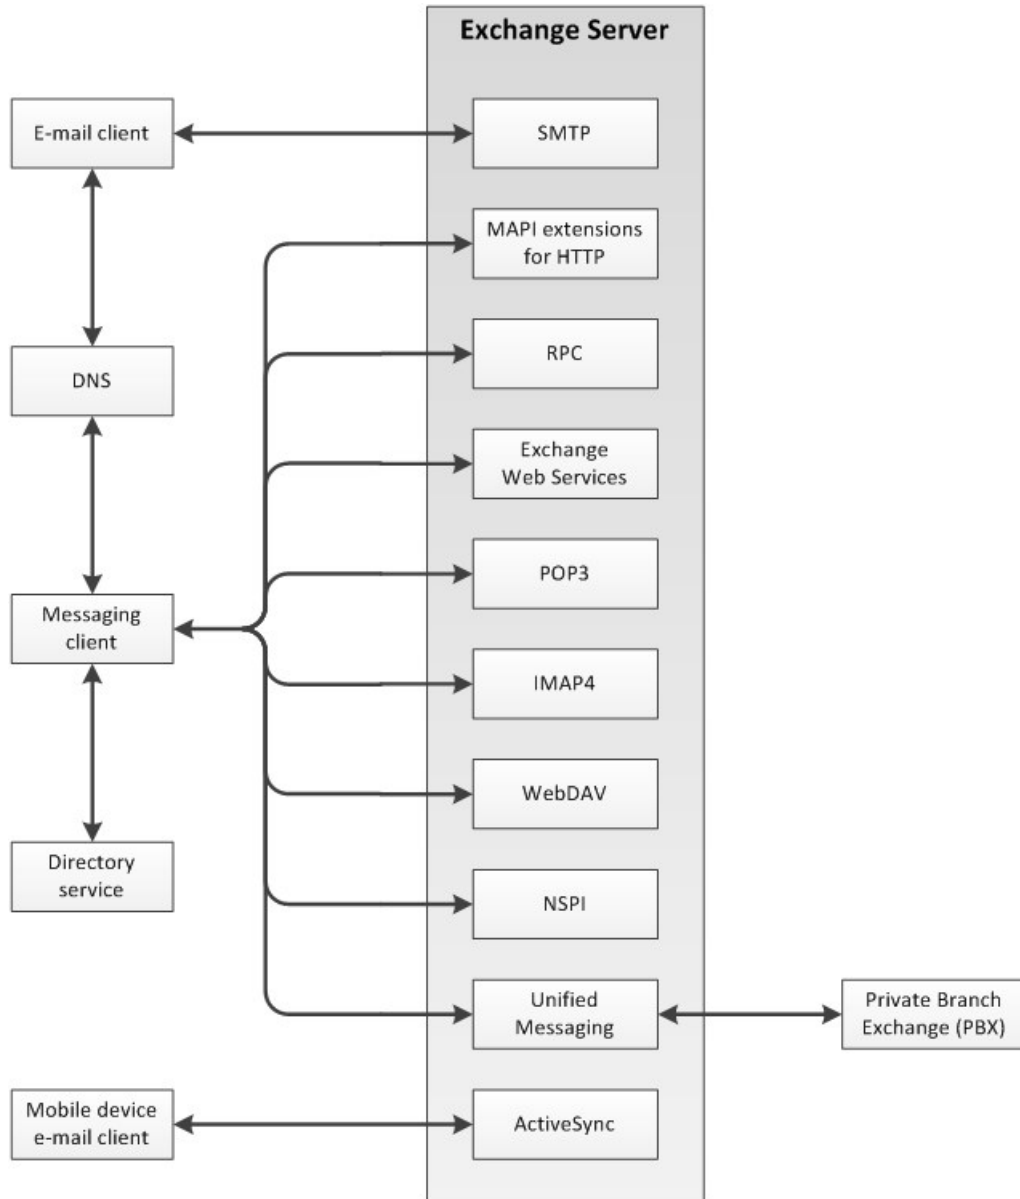 Exchange Server
E-mail client
SMTP
MAPI extensions
for HTTP
RPC
DNS
Exchange
Web Services
POP3
Messaging
client
IMAP4
WebDAV
Directory
service
NSPI
Unified
Messaging
Private Branch
Exchange (PBX)
Mobile device
e-mail client
ActiveSync